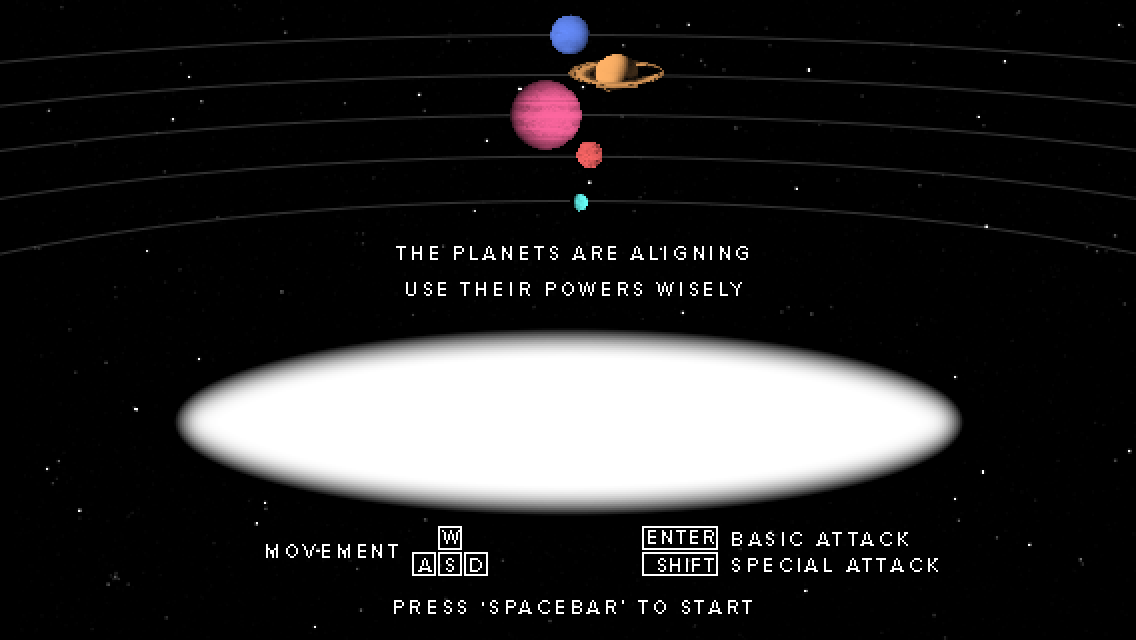 THE PLANETS ARE ALIGNING
USE THEIR POWERS WISELY
MOVEMENT
W
A S D
ENTER BASIC ATTACK
SHIFT SPECIAL ATTACK
PRESS 'SPACEBAR' TO START